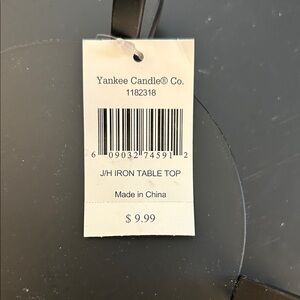 Yankee Candle® Co.
1182318
6 09032 74591 2
J/H IRON TABLE TOP
Made in China
$ 9.99